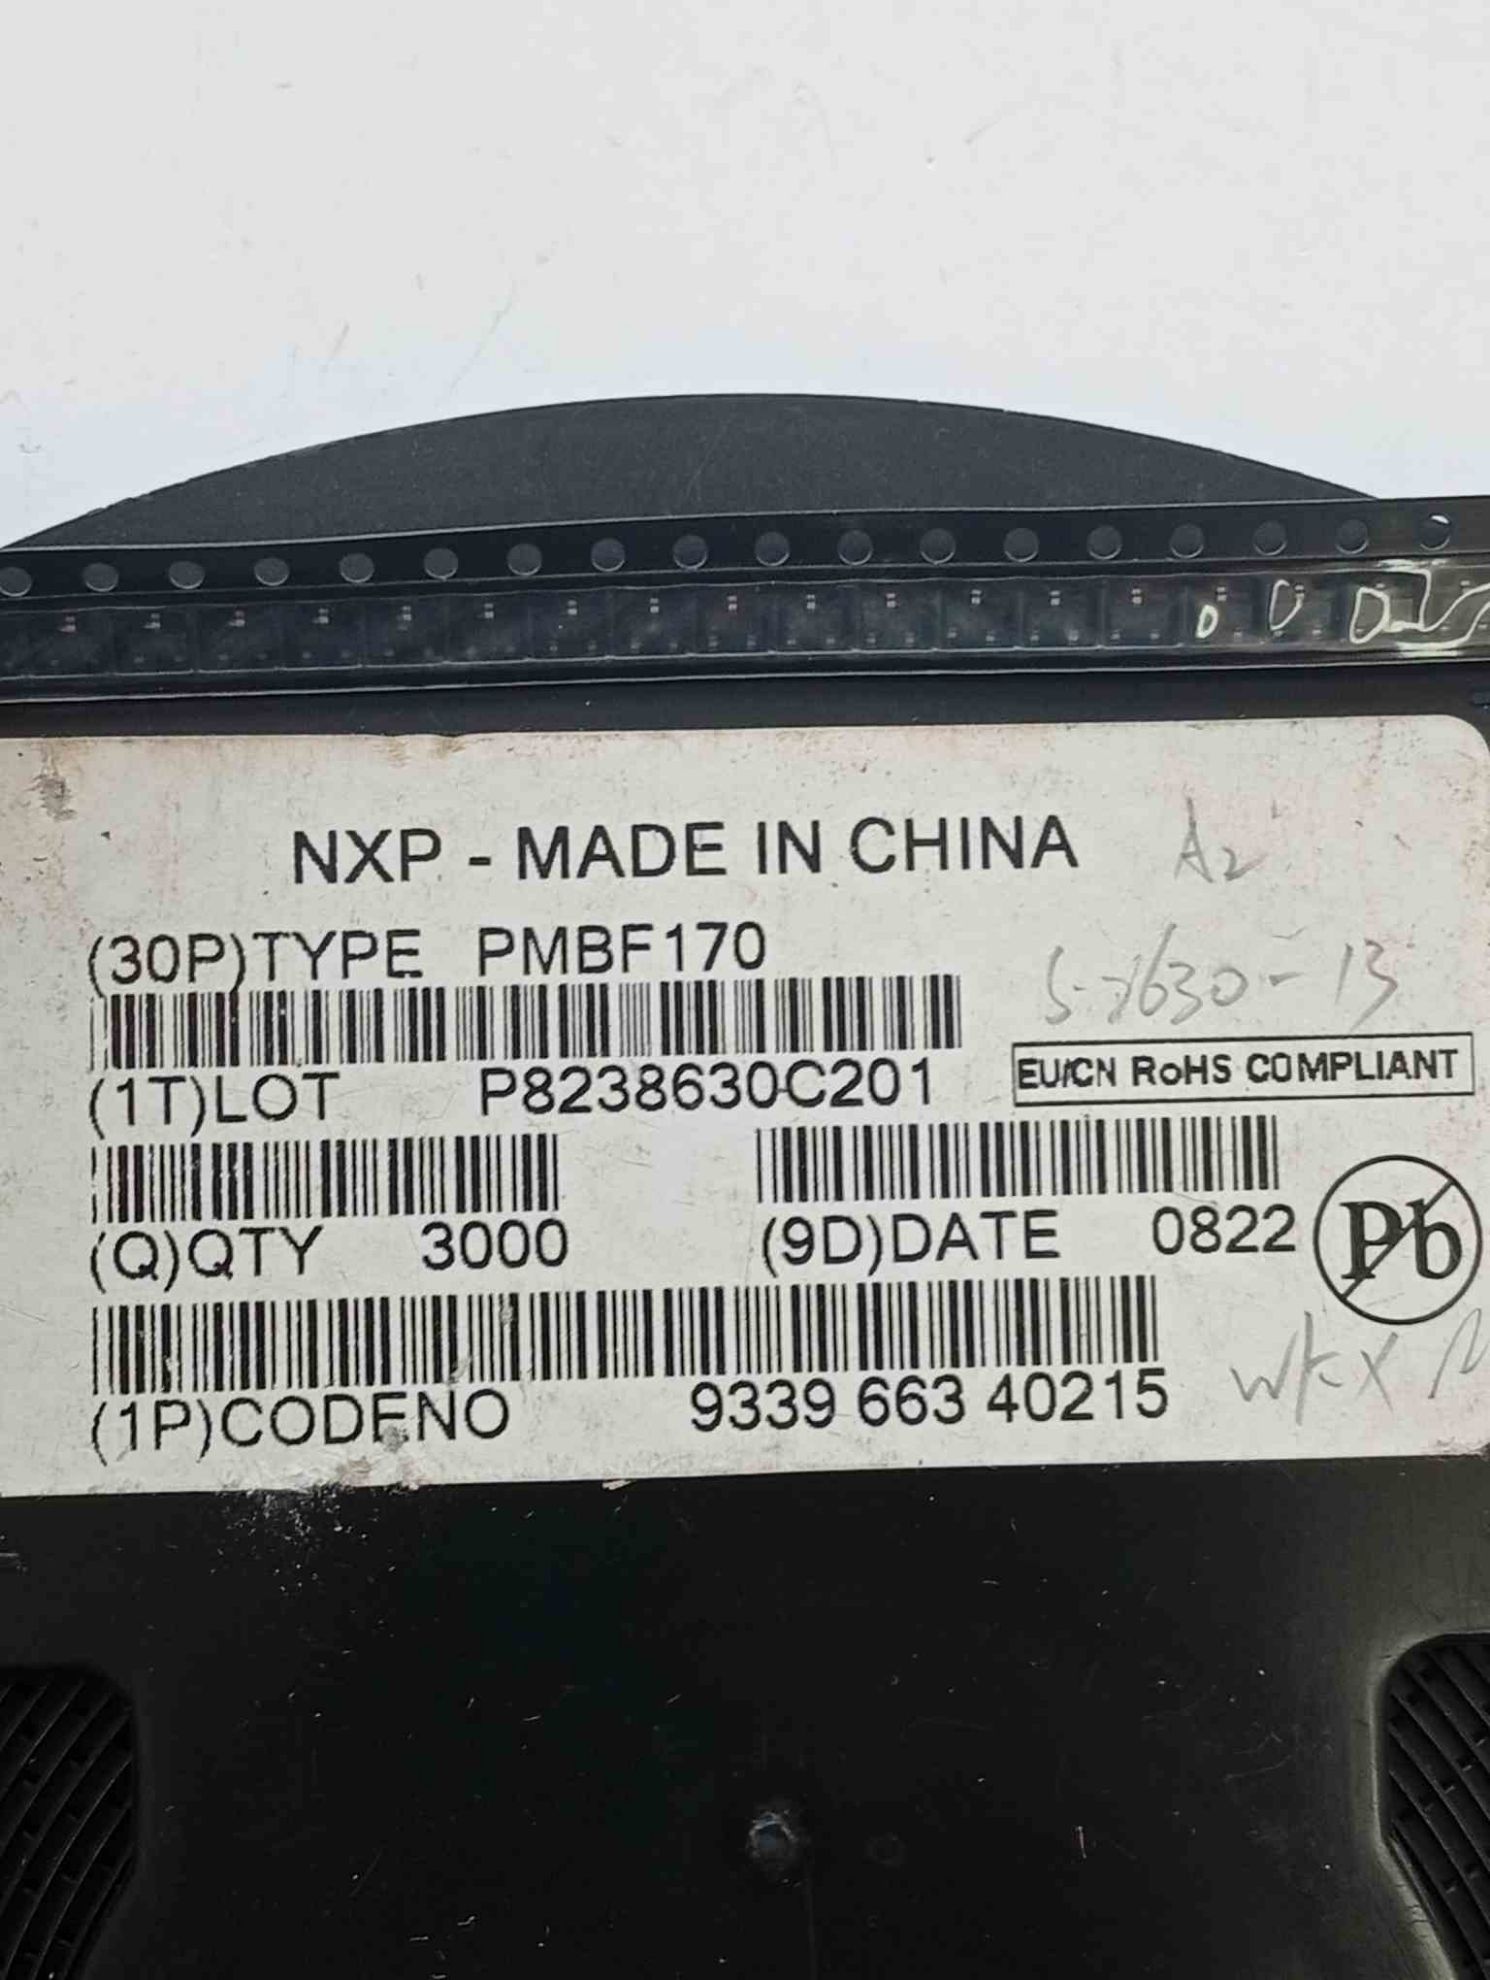 NXP - MADE IN CHINA
A2
(30P)TYPE PMBF170
(1T)LOT P8238630C201
EU/CN RoHS COMPLIANT
(Q)QTY 3000
(9D)DATE 0822
Pb
(1P)CODENO 9339 663 40215